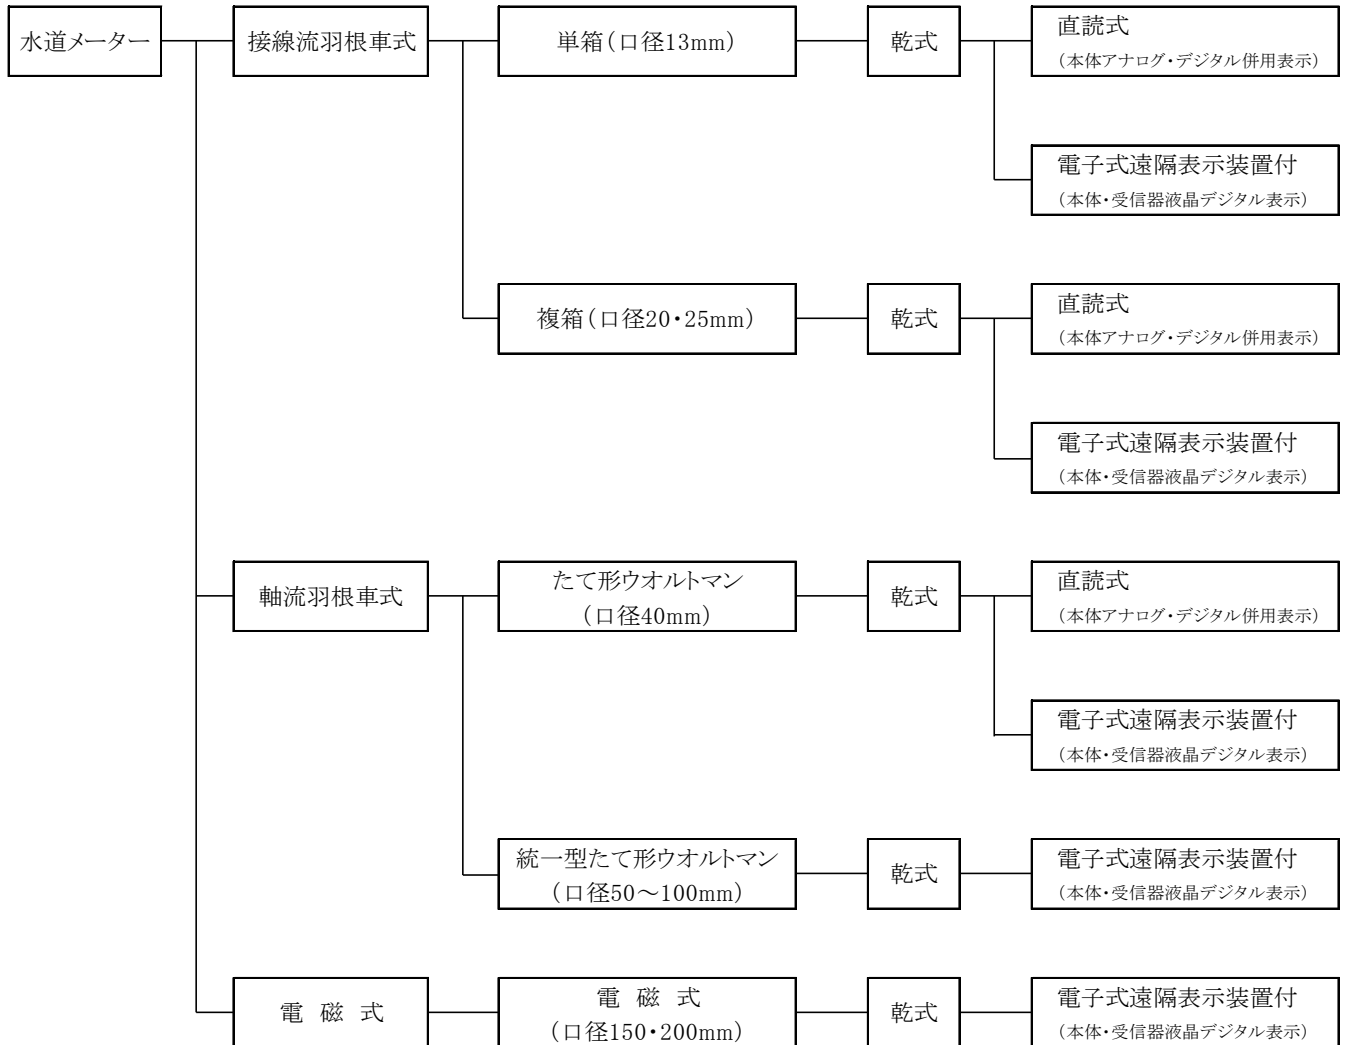 水道メーター
接線流羽根車式
単箱(口径13mm)
乾式
直読式
(本体アナログ・デジタル併用表示)
電子式遠隔表示装置付
(本体・受信器液晶デジタル表示)
複箱(口径20・25mm)
乾式
直読式
(本体アナログ・デジタル併用表示)
電子式遠隔表示装置付
(本体・受信器液晶デジタル表示)
軸流羽根車式
たて形ウオルトマン
(口径40mm)
乾式
直読式
(本体アナログ・デジタル併用表示)
電子式遠隔表示装置付
(本体・受信器液晶デジタル表示)
統一型たて形ウオルトマン
(口径50～100mm)
乾式
電子式遠隔表示装置付
(本体・受信器液晶デジタル表示)
電 磁 式
電 磁 式
(口径150・200mm)
乾式
電子式遠隔表示装置付
(本体・受信器液晶デジタル表示)